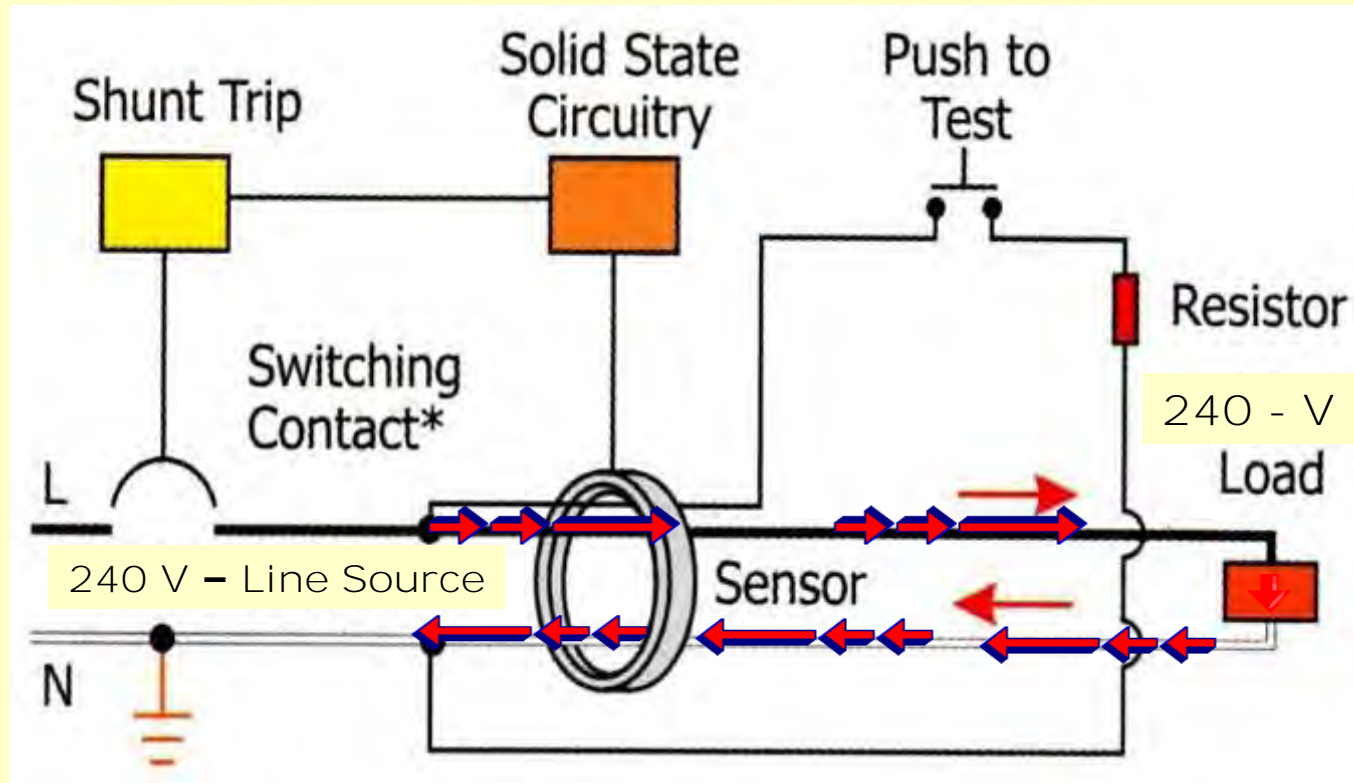 Shunt Trip
Solid State
Circuitry
Push to
Test
Resistor
Switching
Contact*
240 - V
Load
L
240 V – Line Source
Sensor
N